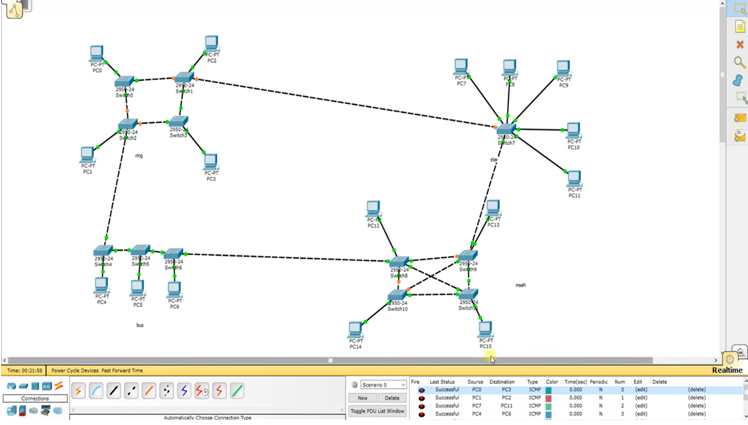 PC-PT
PC0
PC-PT
PC2
2950-24
Switch0
2950-24
Switch1
2950-24
Switch2
2950-24
PC-PT
PC1
PC-PT
PC3
ring
PC-PT
PC7
PC-PT
PC8
PC-PT
PC9
2950-24
Switch7
PC-PT
PC10
PC-PT
PC11
star
2950-24
Switch4
2950-24
Switch5
2950-24
Switch6
PC-PT
PC4
PC-PT
PC5
PC-PT
PC6
bus
PC-PT
PC12
PC-PT
PC13
2950-24
Switch8
2950-24
Switch9
2950-24
Switch10
2950-24
PC-PT
PC14
PC-PT
PC15
mesh
Time: 00:21:58 Power Cycle Devices Fast Forward Time Realtime
Connections
Automatically Choose Connection Type
Scenario 0
New Delete
Toggle PDU List Window
Fire Last Status Source Destination Type Color Time(sec) Periodic Num Edit Delete
Successful PC0 PC3 ICMP 0.000 N 0 (edit) (delete)
Successful PC1 PC2 ICMP 0.000 N 1 (edit) (delete)
Successful PC7 PC11 ICMP 0.000 N 2 (edit) (delete)
Successful PC4 PC6 ICMP 0.000 N 3 (edit) (delete)